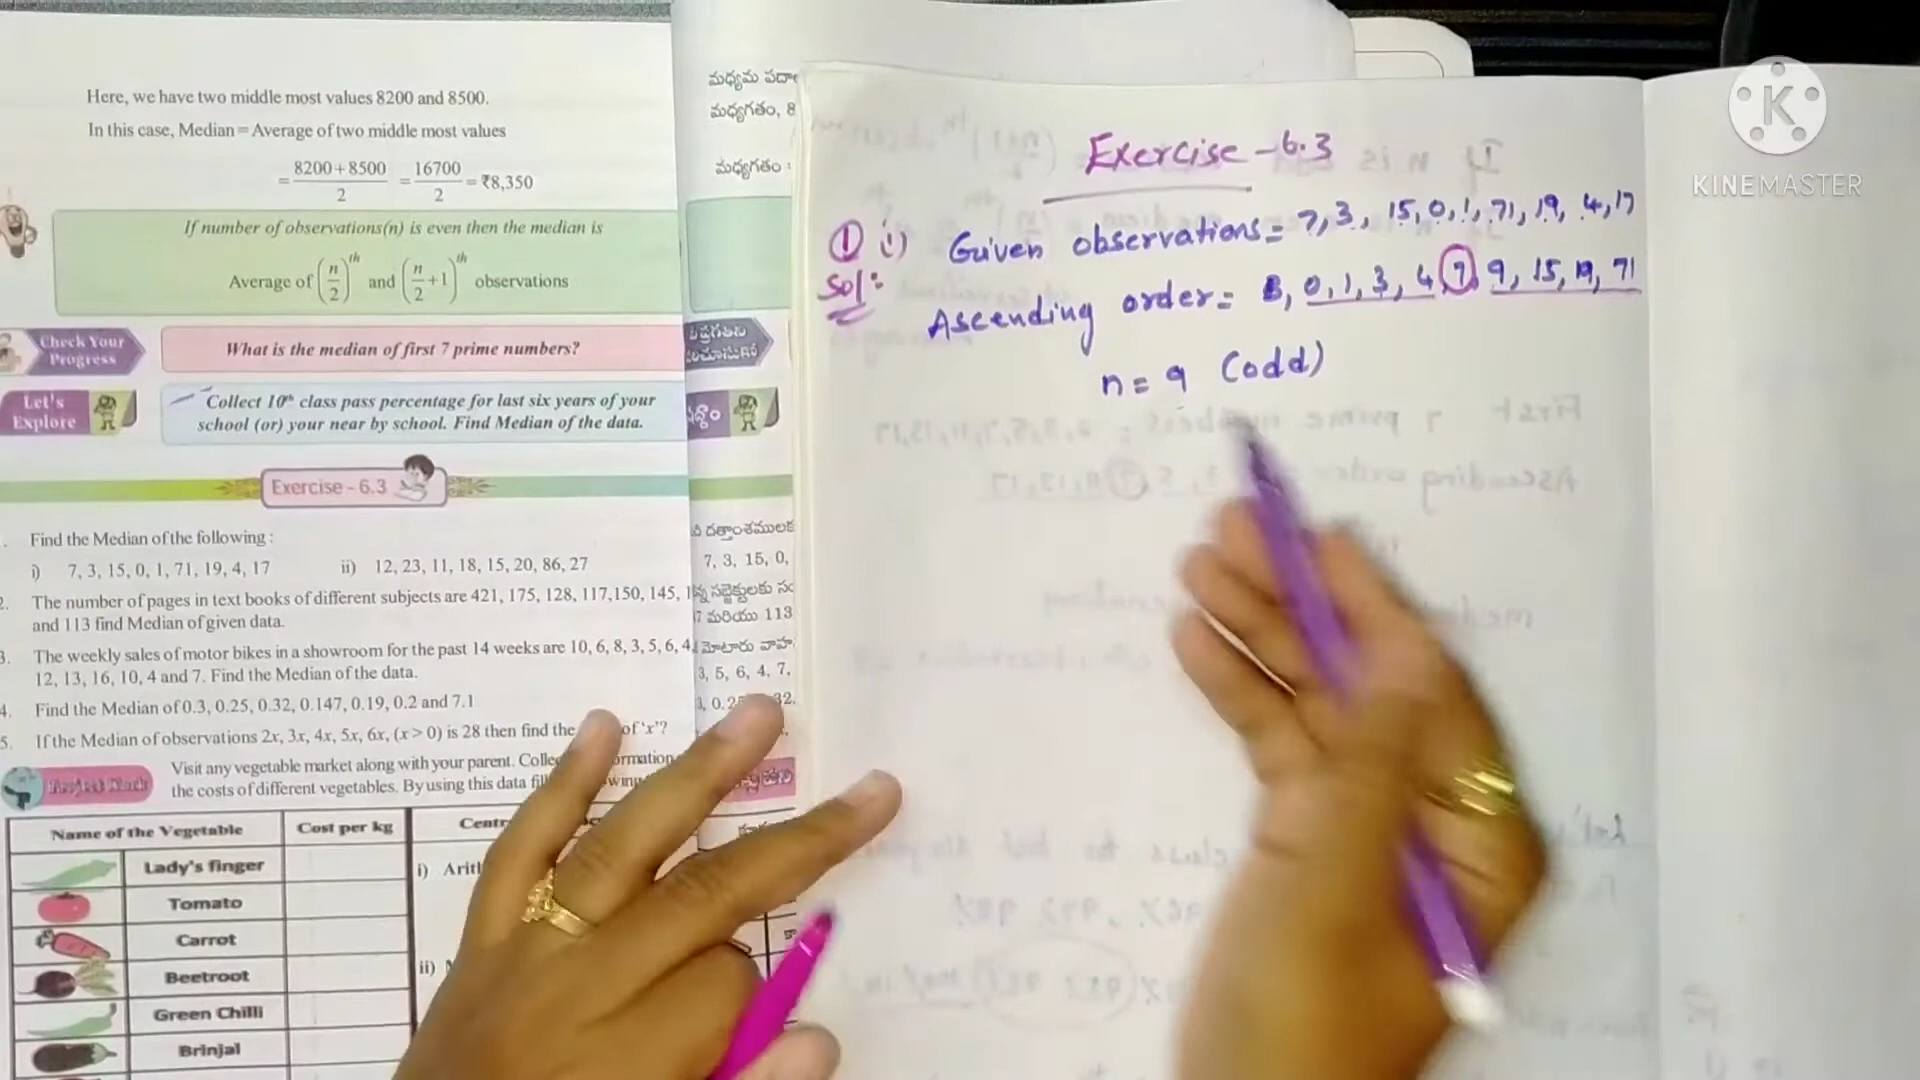 Here, we have two middle most values 8200 and 8500.
In this case, Median = Average of two middle most values
= 8200+8500 / 2 = 16700 / 2 = ₹8,350
If number of observations(n) is even then the median is
Average of (n/2)th and (n/2 +1)th observations
Check Your Progress
What is the median of first 7 prime numbers?
Let's Explore
Collect 10th class pass percentage for last six years of your
school (or) your near by school. Find Median of the data.
Exercise - 6.3
Find the Median of the following :
i) 7, 3, 15, 0, 1, 71, 19, 4, 17 ii) 12, 23, 11, 18, 15, 20, 86, 27
2. The number of pages in text books of different subjects are 421, 175, 128, 117,150, 145,
and 113 find Median of given data.
3. The weekly sales of motor bikes in a showroom for the past 14 weeks are 10, 6, 8, 3, 5, 6, 4,
12, 13, 16, 10, 4 and 7. Find the Median of the data.
4. Find the Median of 0.3, 0.25, 0.32, 0.147, 0.19, 0.2 and 7.1
5. If the Median of observations 2x, 3x, 4x, 5x, 6x, (x > 0) is 28 then find the of 'x'?
Project Work
Visit any vegetable market along with your parent.
the costs of different vegetables. By using this data
Name of the Vegetable Cost per kg
Lady's finger i)
Tomato
Carrot
Beetroot ii)
Green Chilli
Brinjal
మధ్యగతం, 8
మధ్యగతం
7, 3, 15, 0,
మరియు 113
3, 5, 6, 4, 7,
Exercise - 6.3
① i) Given observations = 7, 3, 15, 0, 1, 71, 19, 4, 17
Sol:
Ascending order = 0, 1, 3, 4, 7, 9, 15, 19, 71
n = 9 (odd)
K
KINEMASTER